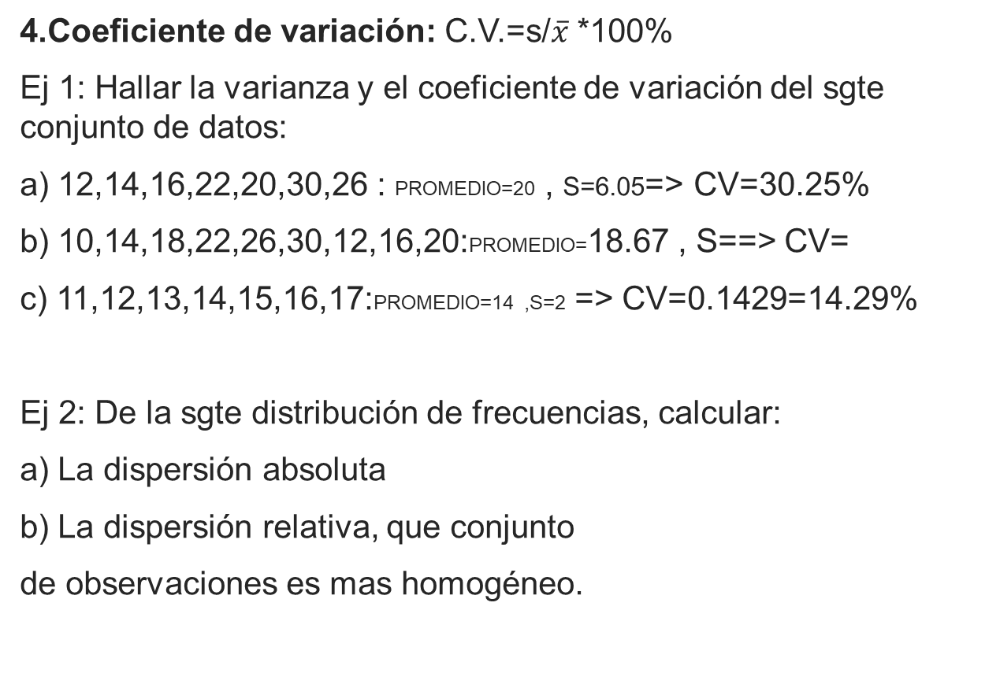 4.Coeficiente de variación: C.V.=s/x̄ *100%
Ej 1: Hallar la varianza y el coeficiente de variación del sgte
conjunto de datos:
a) 12,14,16,22,20,30,26 : PROMEDIO=20 , S=6.05=> CV=30.25%
b) 10,14,18,22,26,30,12,16,20:PROMEDIO=18.67 , S==> CV=
c) 11,12,13,14,15,16,17:PROMEDIO=14 ,S=2 => CV=0.1429=14.29%
Ej 2: De la sgte distribución de frecuencias, calcular:
a) La dispersión absoluta
b) La dispersión relativa, que conjunto
de observaciones es mas homogéneo.